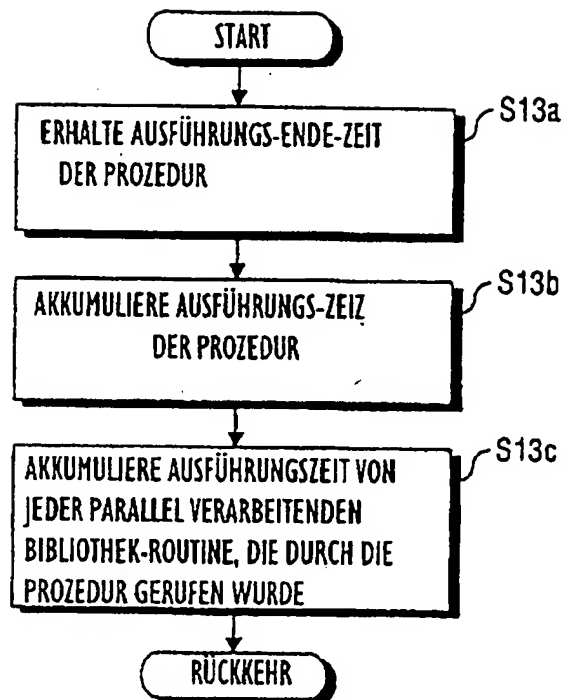 START
ERHALTE AUSFÜHRUNGS-ENDE-ZEIT
DER PROZEDUR
S13a
AKKUMULIERE AUSFÜHRUNGS-ZEIZ
DER PROZEDUR
S13b
AKKUMULIERE AUSFÜHRUNGSZEIT VON
JEDER PARALLEL VERARBEITENDEN
BIBLIOTHEK-ROUTINE, DIE DURCH DIE
PROZEDUR GERUFEN WURDE
S13c
RÜCKKEHR